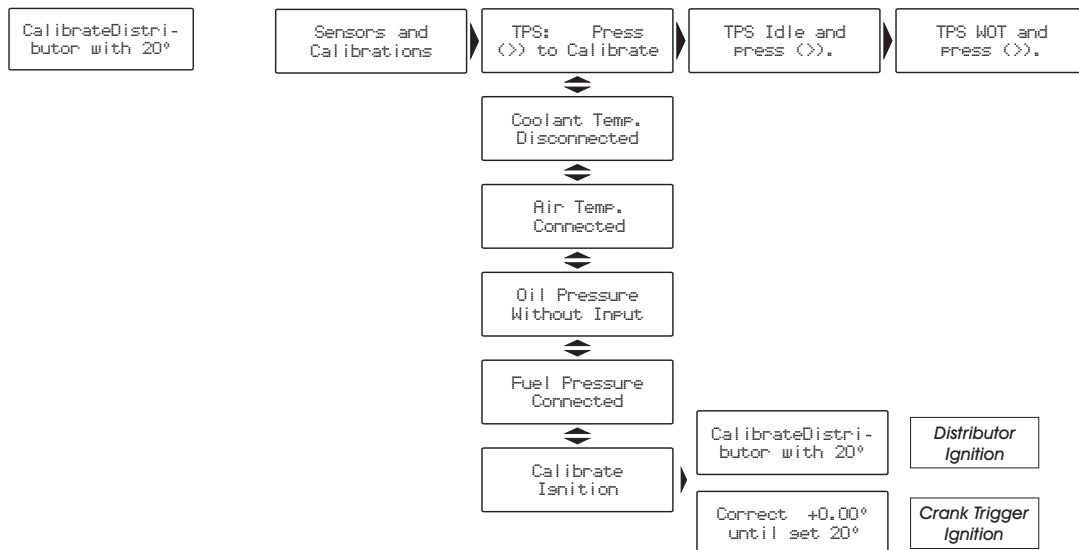 CalibrateDistri-
butor with 20°
Sensors and
Calibrations
TPS: Press
(>) to Calibrate
TPS Idle and
press (>).
TPS WOT and
press (>).
Coolant Temp.
Disconnected
Air Temp.
Connected
Oil Pressure
Without Input
Fuel Pressure
Connected
Calibrate
Ignition
CalibrateDistri-
butor with 20°
Distributor
Ignition
Correct +0.00°
until get 20°
Crank Trigger
Ignition